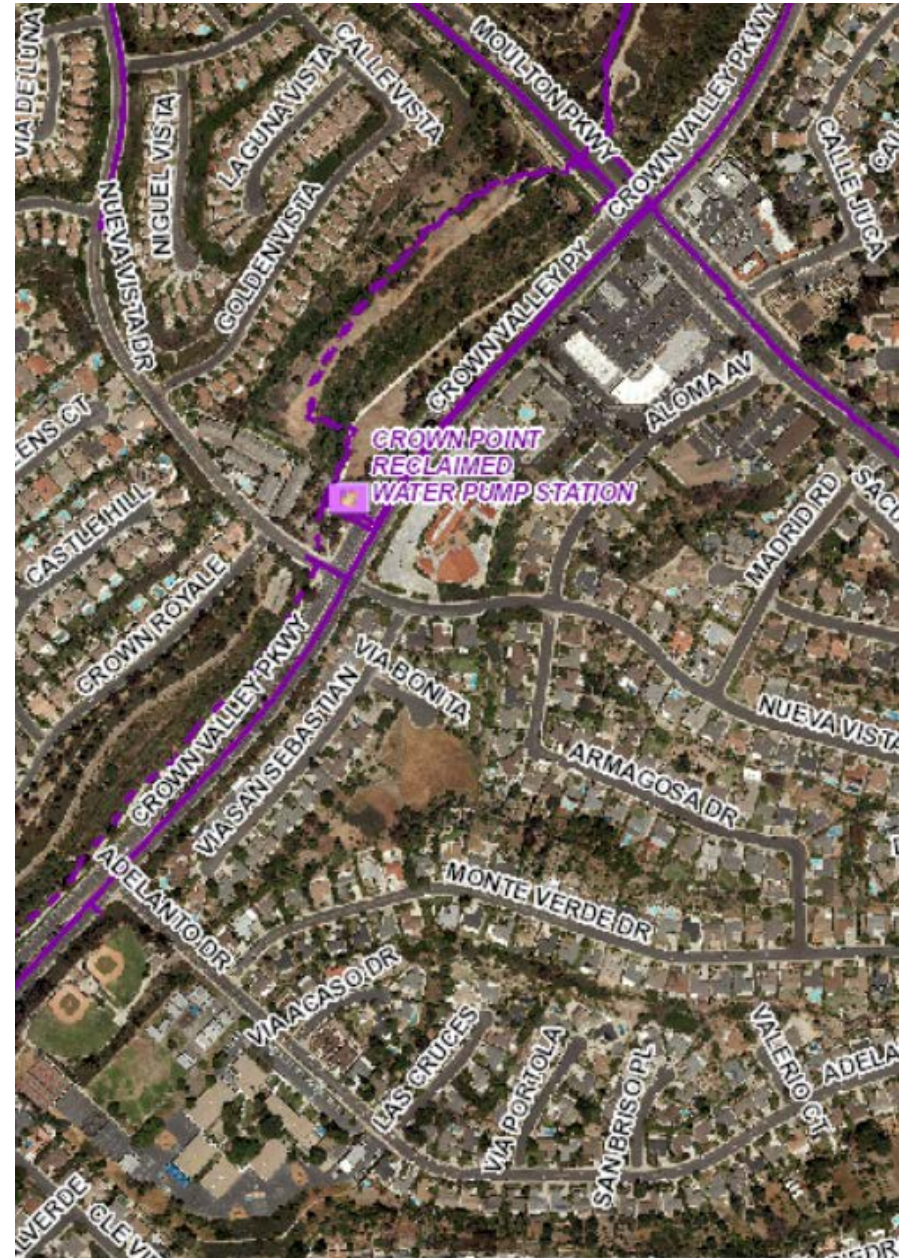 VIA DE LUNA
CALLE VISTA
MOULTON PKWY
CROWN VALLEY PKWY
LAGUNA VISTA
NIGUEL VISTA
CALLE JUCA
NUEVA VISTA DR
GOLDEN VISTA
CROWN VALLEY PY
ALOMA AV
CROWN POINT
RECLAIMED
WATER PUMP STATION
CASTLE HILL
MADRID RD
CROWN ROYALE
CROWN VALLEY PKWY
VIA SAN SEBASTIAN
VIA BONITA
NUEVA VISTA
ARMAGOSA DR
ADELANTO DR
MONTE VERDE DR
VIA ACASO DR
LAS CRUCES
VIA PORTOLA
SAN BRISO PL
VALERIO CT
ADELA